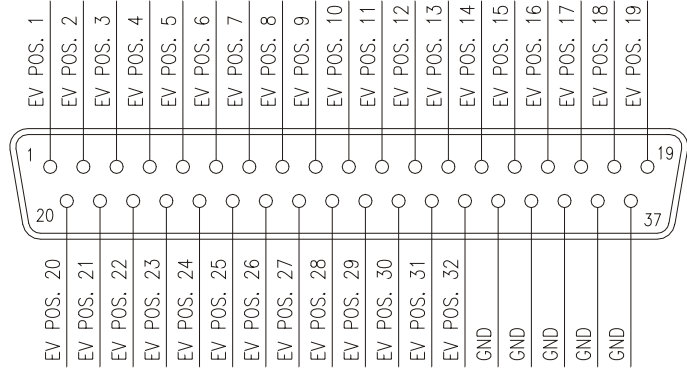 EV POS. 1
EV POS. 2
EV POS. 3
EV POS. 4
EV POS. 5
EV POS. 6
EV POS. 7
EV POS. 8
EV POS. 9
EV POS. 10
EV POS. 11
EV POS. 12
EV POS. 13
EV POS. 14
EV POS. 15
EV POS. 16
EV POS. 17
EV POS. 18
EV POS. 19
1
19
20
37
EV POS. 20
EV POS. 21
EV POS. 22
EV POS. 23
EV POS. 24
EV POS. 25
EV POS. 26
EV POS. 27
EV POS. 28
EV POS. 29
EV POS. 30
EV POS. 31
EV POS. 32
GND
GND
GND
GND
GND